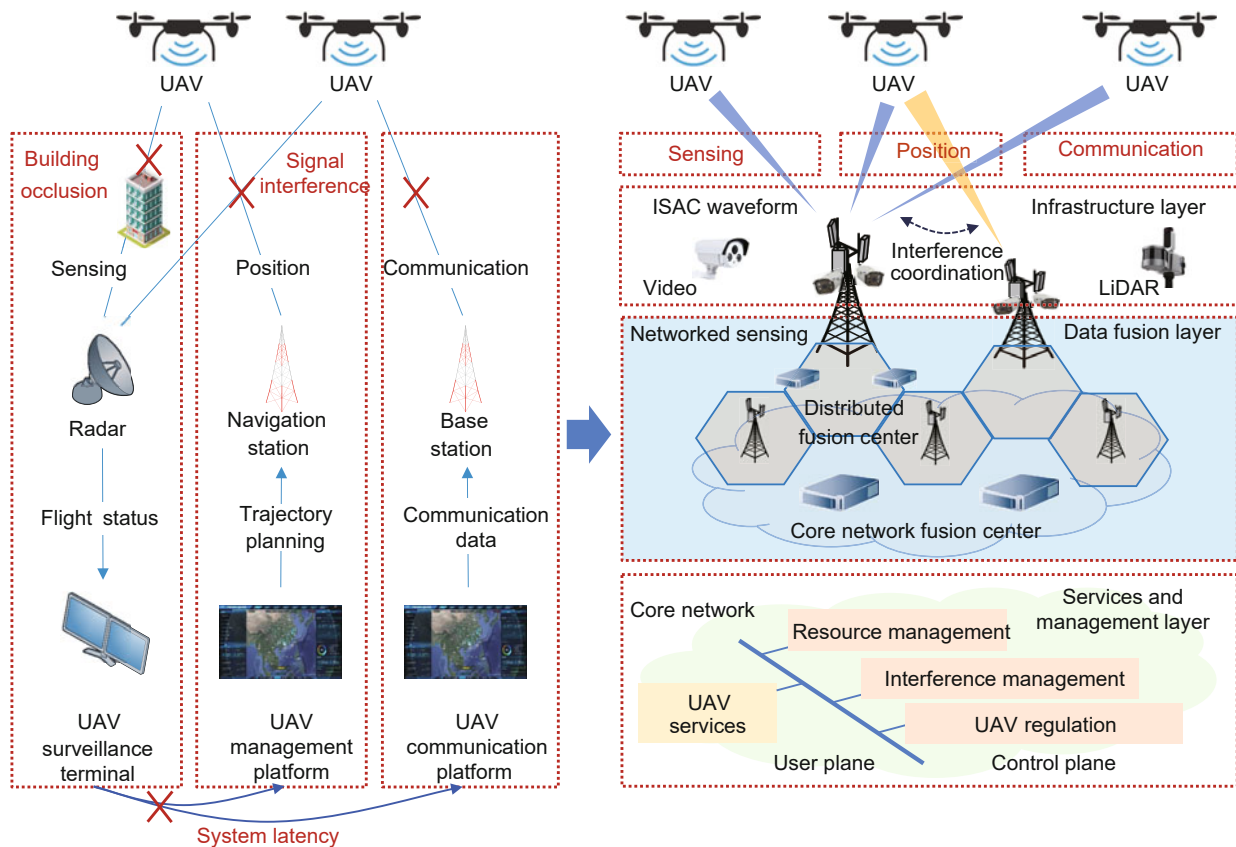 UAV
UAV
Building
occlusion
Signal
interference
Sensing
Position
Communication
Radar
Navigation
station
Base
station
Flight status
Trajectory
planning
Communication
data
UAV
surveillance
terminal
UAV
management
platform
UAV
communication
platform
System latency
UAV
UAV
UAV
Sensing
Position
Communication
ISAC waveform
Infrastructure layer
Interference
coordination
Video
LiDAR
Networked sensing
Data fusion layer
Distributed
fusion center
Core network fusion center
Core network
Services and
management layer
Resource management
Interference management
UAV
services
UAV regulation
User plane
Control plane